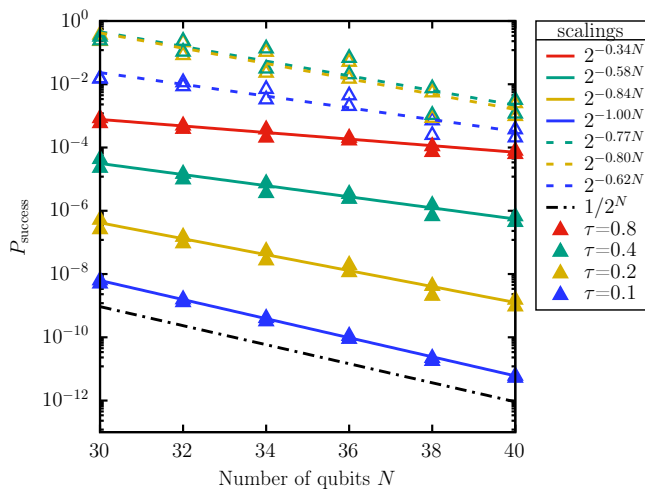 10^0
10^{-2}
10^{-4}
10^{-6}
10^{-8}
10^{-10}
10^{-12}
P_success
30
32
34
36
38
40
Number of qubits N
scalings
2^{-0.34N}
2^{-0.58N}
2^{-0.84N}
2^{-1.00N}
2^{-0.77N}
2^{-0.80N}
2^{-0.62N}
1/2^N
τ=0.8
τ=0.4
τ=0.2
τ=0.1